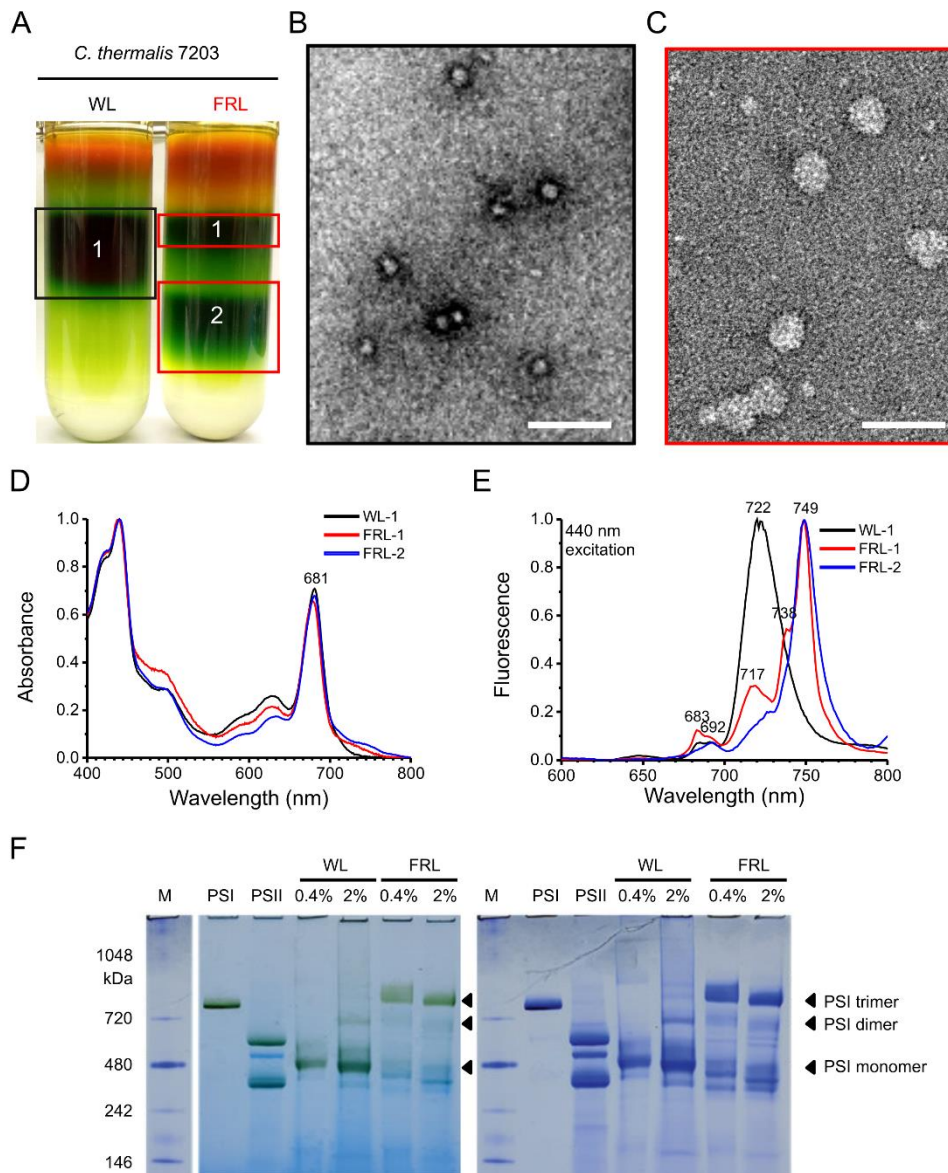 A
C. thermalis 7203
WL FRL
1
1
2
B
C
D
Absorbance
1.0
0.8
0.6
0.4
0.2
0.0
400 500 600 700 800
Wavelength (nm)
WL-1
FRL-1
FRL-2
681
E
Fluorescence
1.0
0.8
0.6
0.4
0.2
0.0
600 650 700 750 800
Wavelength (nm)
440 nm
excitation
722 749
WL-1
FRL-1
FRL-2
738
717
683
692
F
WL FRL WL FRL
M PSI PSII 0.4% 2% 0.4% 2% M PSI PSII 0.4% 2% 0.4% 2%
1048
kDa
720
480
242
146
PSI trimer
PSI dimer
PSI monomer